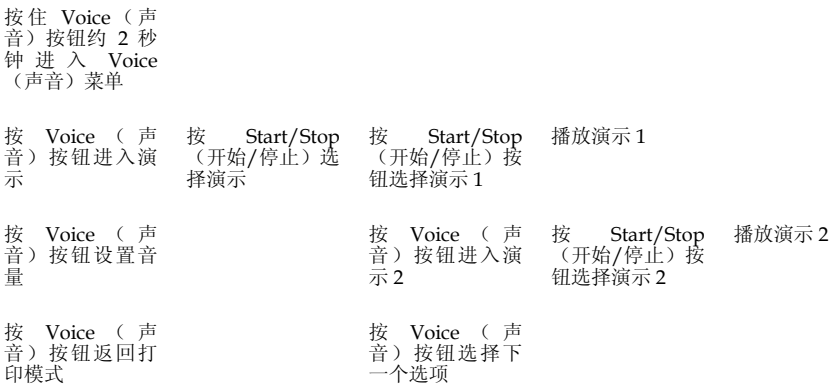 按住 Voice（声
音）按钮约 2 秒
钟进入 Voice
（声音）菜单
按 Voice（声
音）按钮进入演
示
按 Start/Stop
（开始/停止）选
择演示
按 Start/Stop
（开始/停止）按
钮选择演示 1
播放演示 1
按 Voice（声
音）按钮设置音
量
按 Voice（声
音）按钮进入演
示 2
按 Start/Stop
（开始/停止）按
钮选择演示 2
播放演示 2
按 Voice（声
音）按钮返回打
印模式
按 Voice（声
音）按钮选择下
一个选项